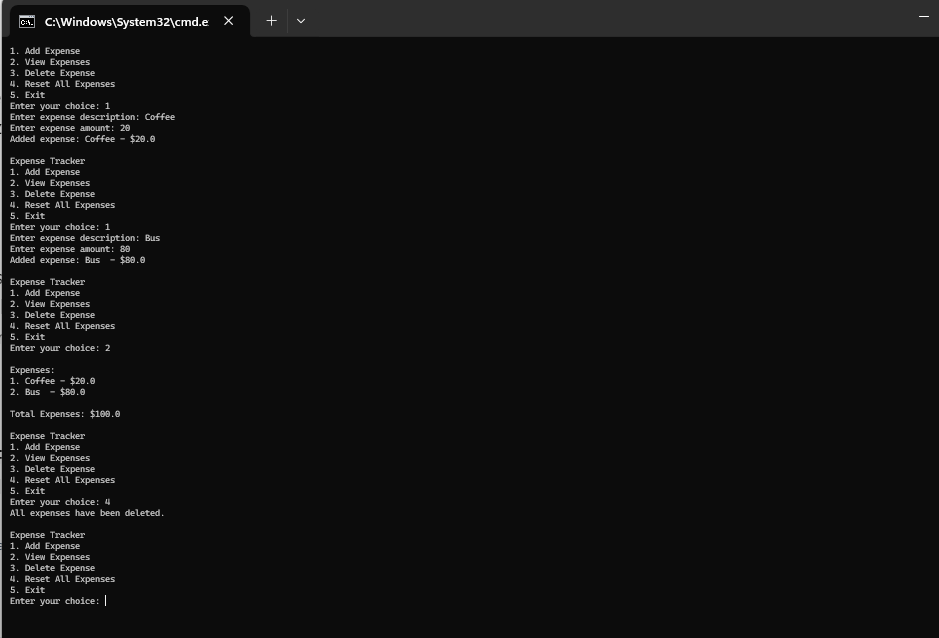 C:\Windows\System32\cmd.e
1. Add Expense
2. View Expenses
3. Delete Expense
4. Reset All Expenses
5. Exit
Enter your choice: 1
Enter expense description: Coffee
Enter expense amount: 20
Added expense: Coffee - $20.0
Expense Tracker
1. Add Expense
2. View Expenses
3. Delete Expense
4. Reset All Expenses
5. Exit
Enter your choice: 1
Enter expense description: Bus
Enter expense amount: 80
Added expense: Bus  - $80.0
Expense Tracker
1. Add Expense
2. View Expenses
3. Delete Expense
4. Reset All Expenses
5. Exit
Enter your choice: 2
Expenses:
1. Coffee - $20.0
2. Bus  - $80.0
Total Expenses: $100.0
Expense Tracker
1. Add Expense
2. View Expenses
3. Delete Expense
4. Reset All Expenses
5. Exit
Enter your choice: 4
All expenses have been deleted.
Expense Tracker
1. Add Expense
2. View Expenses
3. Delete Expense
4. Reset All Expenses
5. Exit
Enter your choice: